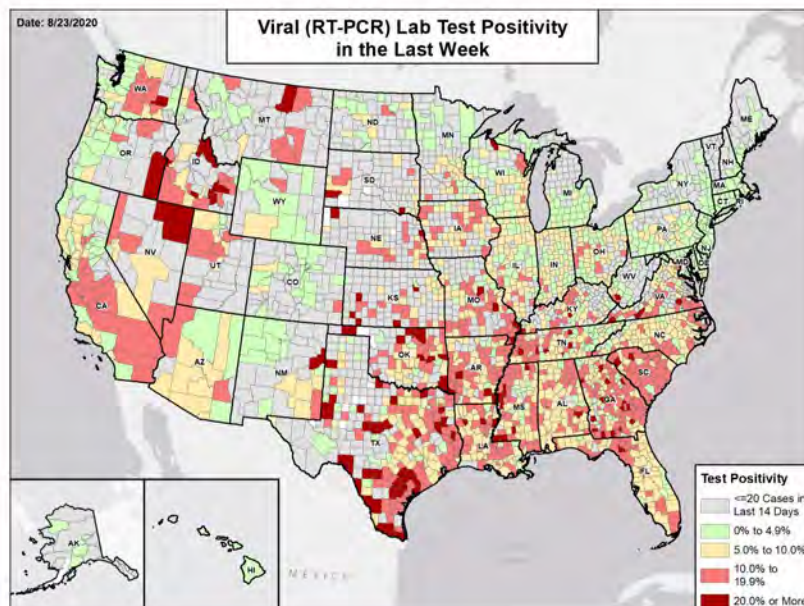 Date: 8/23/2020
Viral (RT-PCR) Lab Test Positivity
in the Last Week
WA
MT
ND
MN
ME
OR
ID
SD
WI
VT
NH
NY
MA
CT
RI
WY
MI
NE
IA
PA
NJ
NV
UT
CO
IL
IN
OH
MD
DE
WV
VA
CA
KS
MO
KY
AZ
NM
OK
TN
NC
AR
SC
MS
AL
GA
TX
LA
FL
AK
HI
MEXICO
Test Positivity
<=20 Cases in
Last 14 Days
0% to 4.9%
5.0% to 10.0%
10.0% to
19.9%
20.0% or More